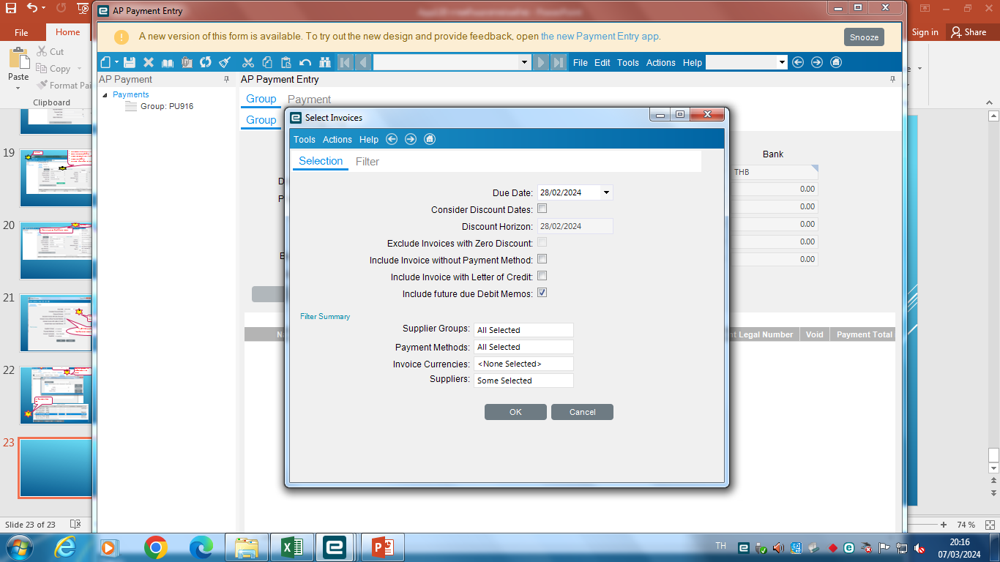 AP Payment Entry
File
Home
Sign in
Share
A new version of this form is available. To try out the new design and provide feedback, open the new Payment Entry app.
Snooze
Cut
Copy
Format Pai
Paste
Clipboard
File Edit Tools Actions Help
AP Payment
AP Payment Entry
Payments
Group: PU916
Group Payment
Group
Bank
THB
0.00
0.00
0.00
0.00
0.00
Select Invoices
Tools Actions Help
Selection Filter
Due Date: 28/02/2024
Consider Discount Dates:
Discount Horizon: 28/02/2024
Exclude Invoices with Zero Discount:
Include Invoice without Payment Method:
Include Invoice with Letter of Credit:
Include future due Debit Memos:
Filter Summary
Supplier Groups: All Selected
Payment Methods: All Selected
Invoice Currencies: <None Selected>
Suppliers: Some Selected
OK Cancel
nt Legal Number Void Payment Total
19
20
21
22
23
Slide 23 of 23
74 %
TH
20:16
07/03/2024